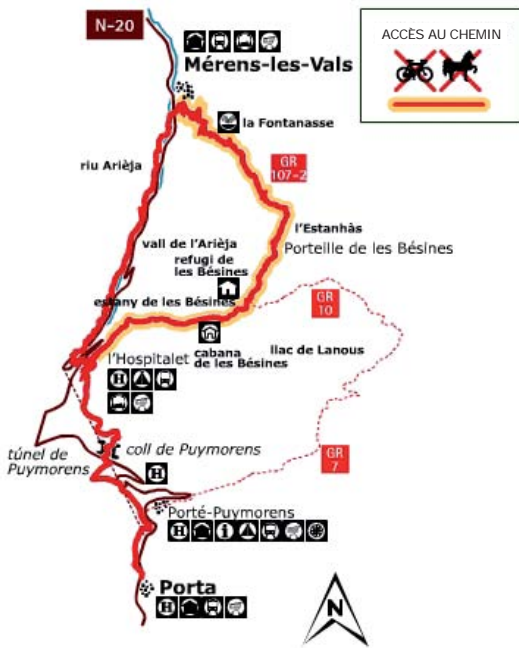 N-20
ACCÈS AU CHEMIN
Mérens-les-Vals
la Fontanasse
riu Arièja
GR
107-2
l'Estanhàs
vall de l'Arièja
Porteille de les Bésines
refugi de
les Bésines
estany de les Bésines
GR
10
l'Hospitalet
cabana
de les Bésines
llac de Lanous
H
túnel de
Puymorens
coll de Puymorens
H
GR
7
Porté-Puymorens
H i
Porta
H
N